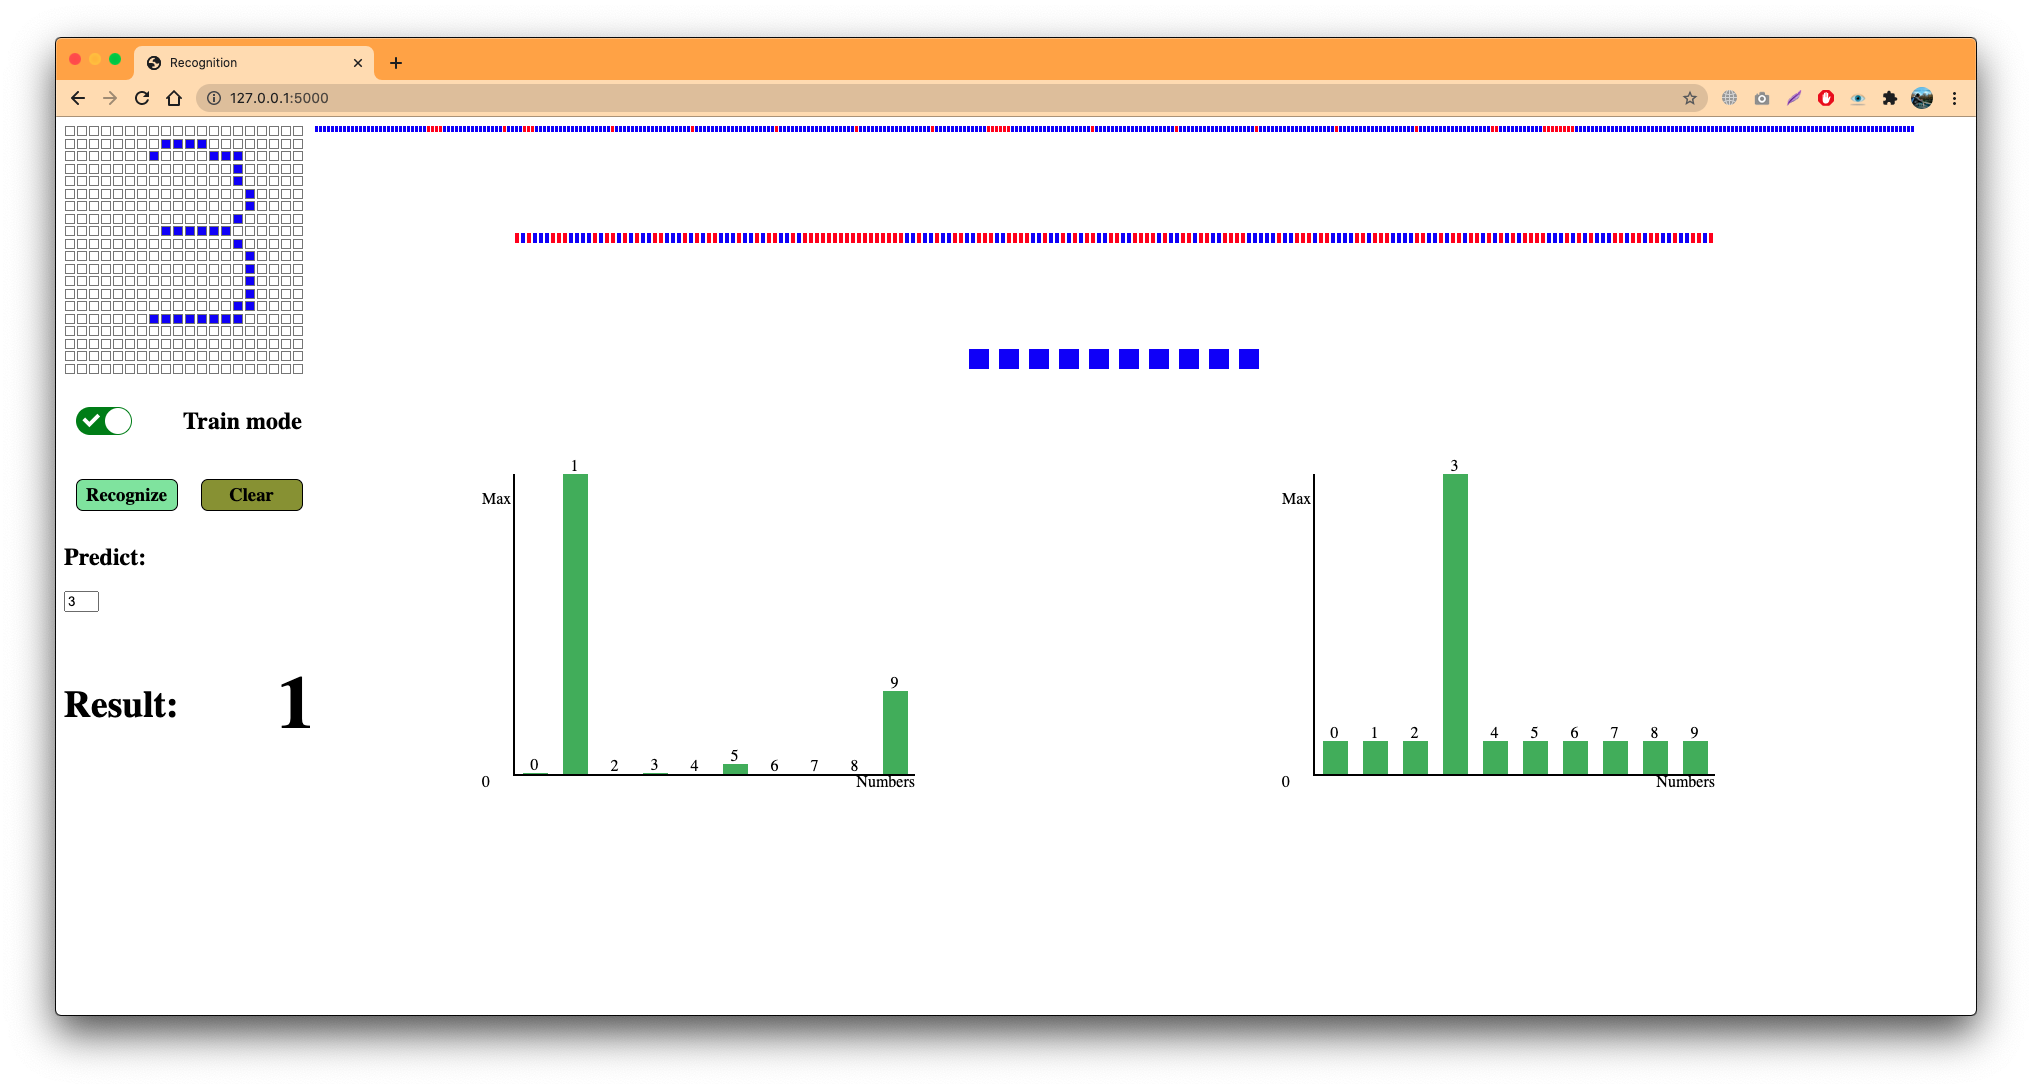 Recognition
127.0.0.1:5000
Train mode
Recognize Clear
Predict:
3
Result: 1
Max
1
9
5
0 2 3 4 6 7 8
0 Numbers
Max
3
0 1 2 4 5 6 7 8 9
0 Numbers